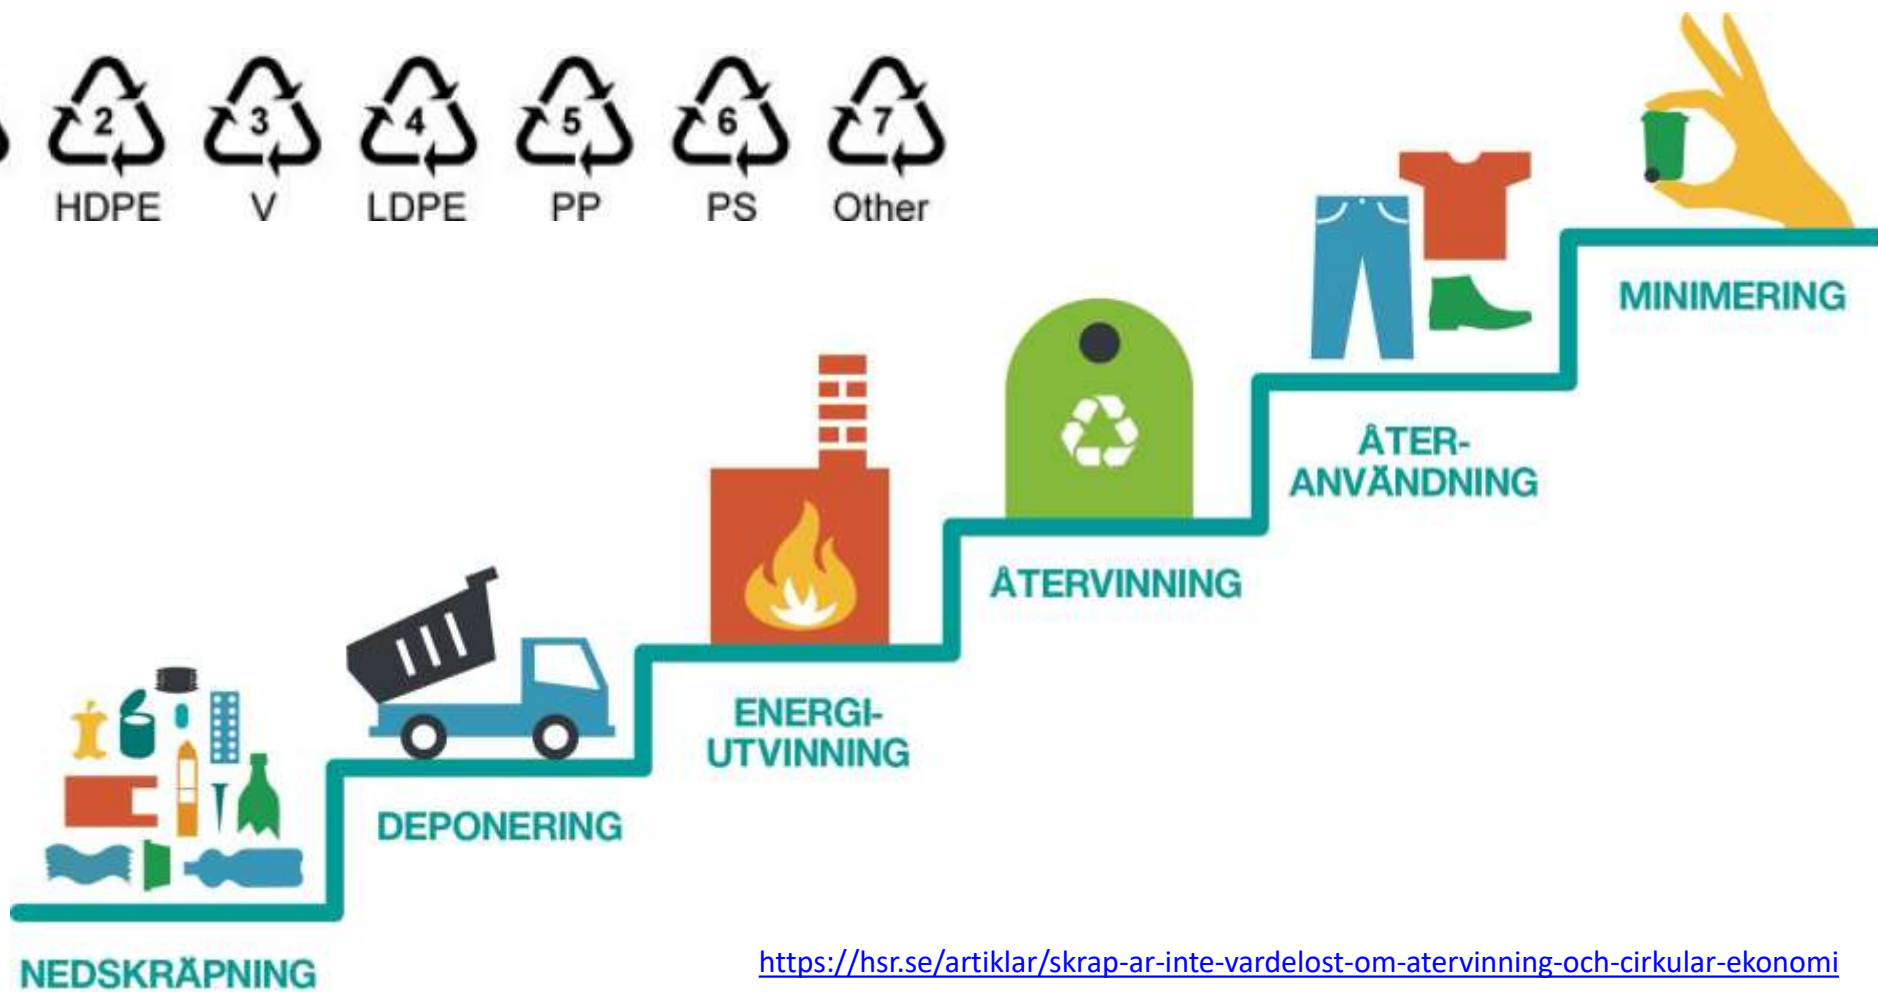 2 3 4 5 6 7
HDPE V LDPE PP PS Other
MINIMERING
ÅTER-
ANVÄNDNING
ÅTERVINNING
ENERGI-
UTVINNING
DEPONERING
NEDSKRÄPNING
https://hsr.se/artiklar/skrap-ar-inte-vardelost-om-atervinning-och-cirkular-ekonomi